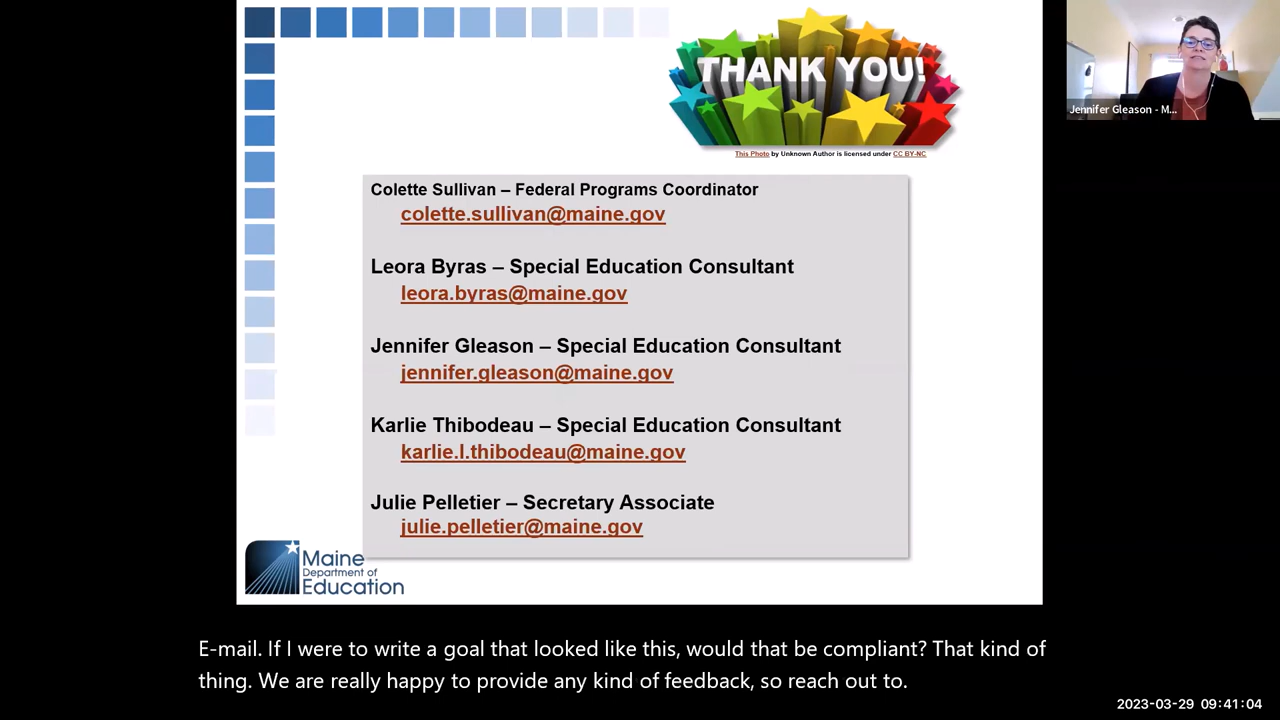 THANK YOU!
This Photo by Unknown Author is licensed under CC BY-NC
Jennifer Gleason - M...
Colette Sullivan – Federal Programs Coordinator
colette.sullivan@maine.gov
Leora Byras – Special Education Consultant
leora.byras@maine.gov
Jennifer Gleason – Special Education Consultant
jennifer.gleason@maine.gov
Karlie Thibodeau – Special Education Consultant
karlie.l.thibodeau@maine.gov
Julie Pelletier – Secretary Associate
julie.pelletier@maine.gov
Maine
Department of
Education
E-mail. If I were to write a goal that looked like this, would that be compliant? That kind of
thing. We are really happy to provide any kind of feedback, so reach out to.
2023-03-29 09:41:04